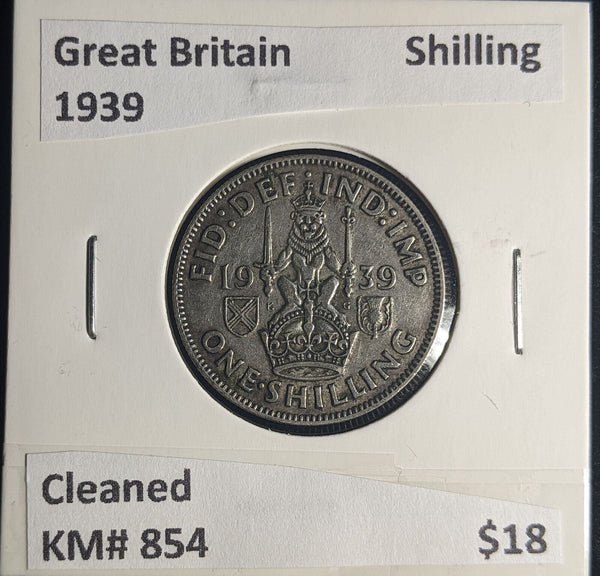 Great Britain Shilling
1939
FID:DEF:IND:IMP
19 39
ONE·SHILLING
Cleaned
KM# 854 $18